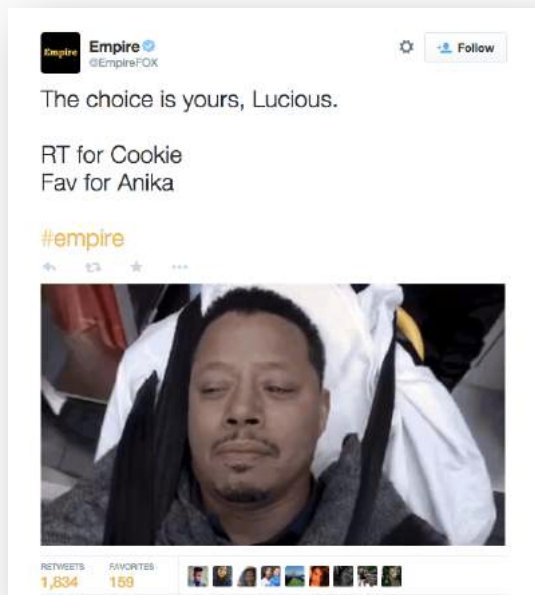 Empire
Empire
@EmpireFOX
Follow
The choice is yours, Lucious.
RT for Cookie
Fav for Anika
#empire
RETWEETS FAVORITES
1,834 159